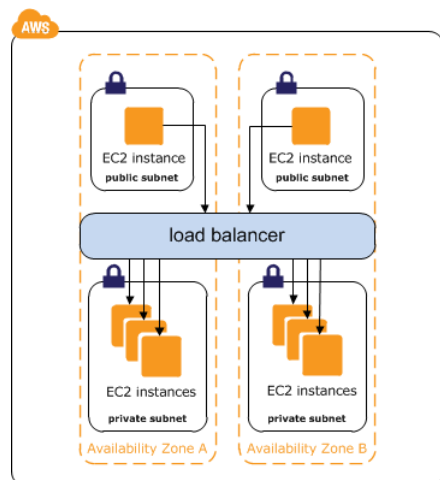 AWS
EC2 instance
public subnet
EC2 instance
public subnet
load balancer
EC2 instances
private subnet
EC2 instances
private subnet
Availability Zone A
Availability Zone B